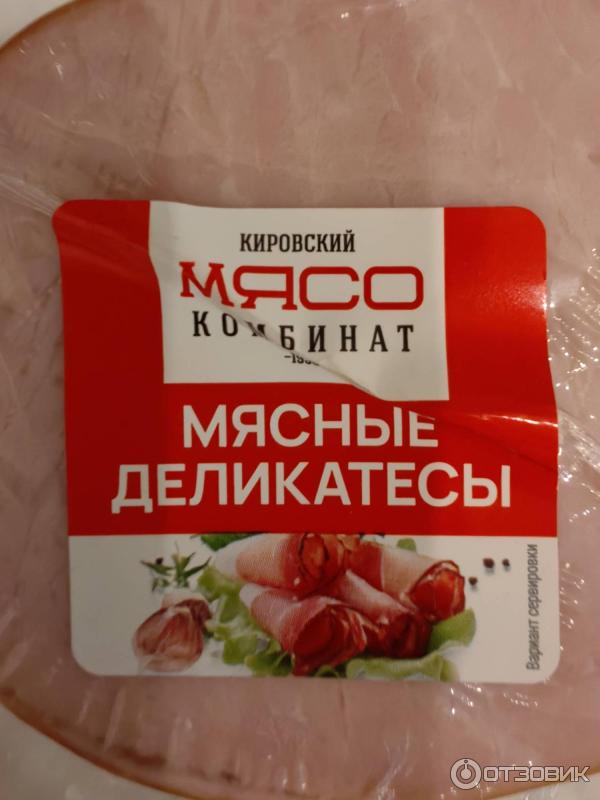 КИРОВСКИЙ
МЯСО
КОМБИНАТ
МЯСНЫЕ
ДЕЛИКАТЕСЫ
Вариант сервировки
ОТЗОВИК